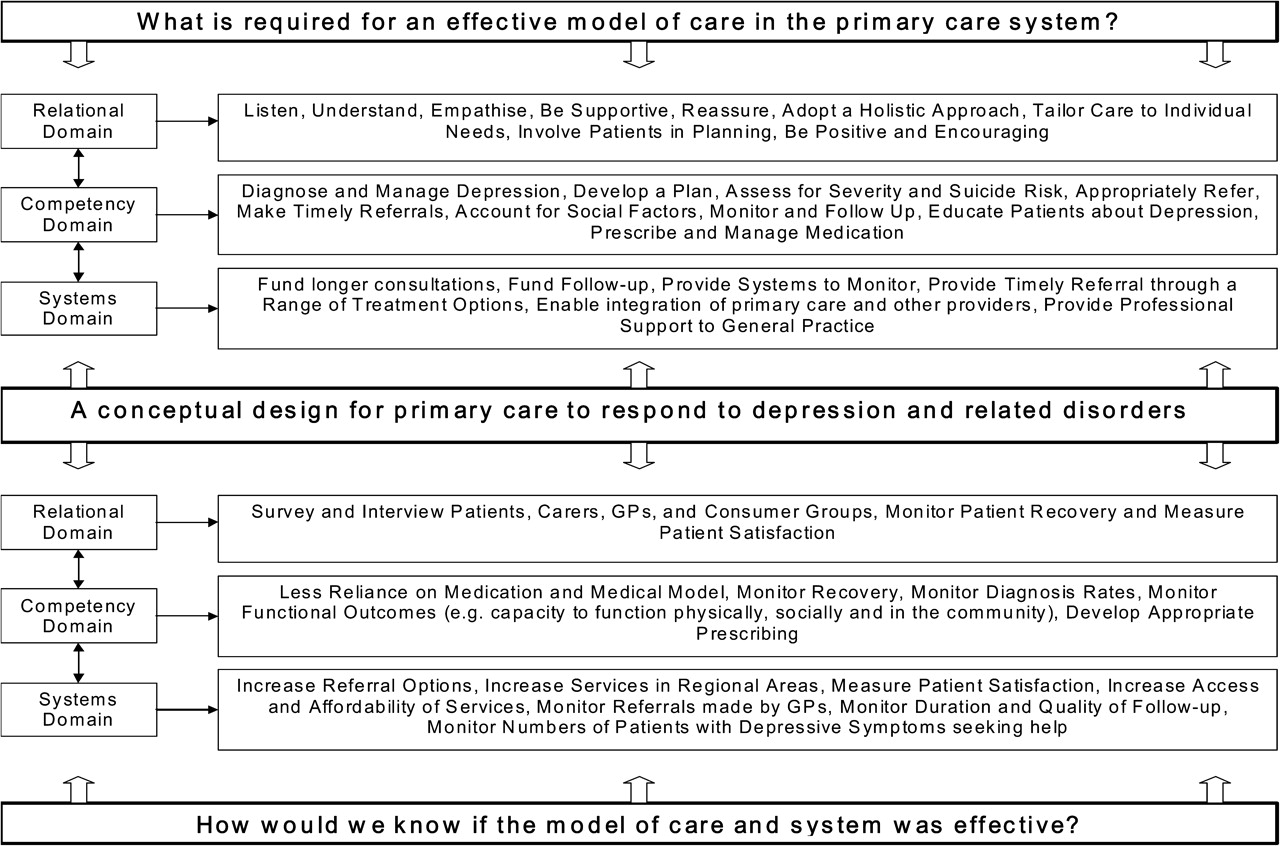 What is required for an effective model of care in the primary care system?
Relational
Domain
Listen, Understand, Empathise, Be Supportive, Reassure, Adopt a Holistic Approach, Tailor Care to Individual
Needs, Involve Patients in Planning, Be Positive and Encouraging
Competency
Domain
Diagnose and Manage Depression, Develop a Plan, Assess for Severity and Suicide Risk, Appropriately Refer,
Make Timely Referrals, Account for Social Factors, Monitor and Follow Up, Educate Patients about Depression,
Prescribe and Manage Medication
Systems
Domain
Fund longer consultations, Fund Follow-up, Provide Systems to Monitor, Provide Timely Referral through a
Range of Treatment Options, Enable integration of primary care and other providers, Provide Professional
Support to General Practice
A conceptual design for primary care to respond to depression and related disorders
Relational
Domain
Survey and Interview Patients, Carers, GPs, and Consumer Groups, Monitor Patient Recovery and Measure
Patient Satisfaction
Competency
Domain
Less Reliance on Medication and Medical Model, Monitor Recovery, Monitor Diagnosis Rates, Monitor
Functional Outcomes (e.g. capacity to function physically, socially and in the community), Develop Appropriate
Prescribing
Systems
Domain
Increase Referral Options, Increase Services in Regional Areas, Measure Patient Satisfaction, Increase Access
and Affordability of Services, Monitor Referrals made by GPs, Monitor Duration and Quality of Follow-up,
Monitor Numbers of Patients with Depressive Symptoms seeking help
How would we know if the model of care and system was effective?